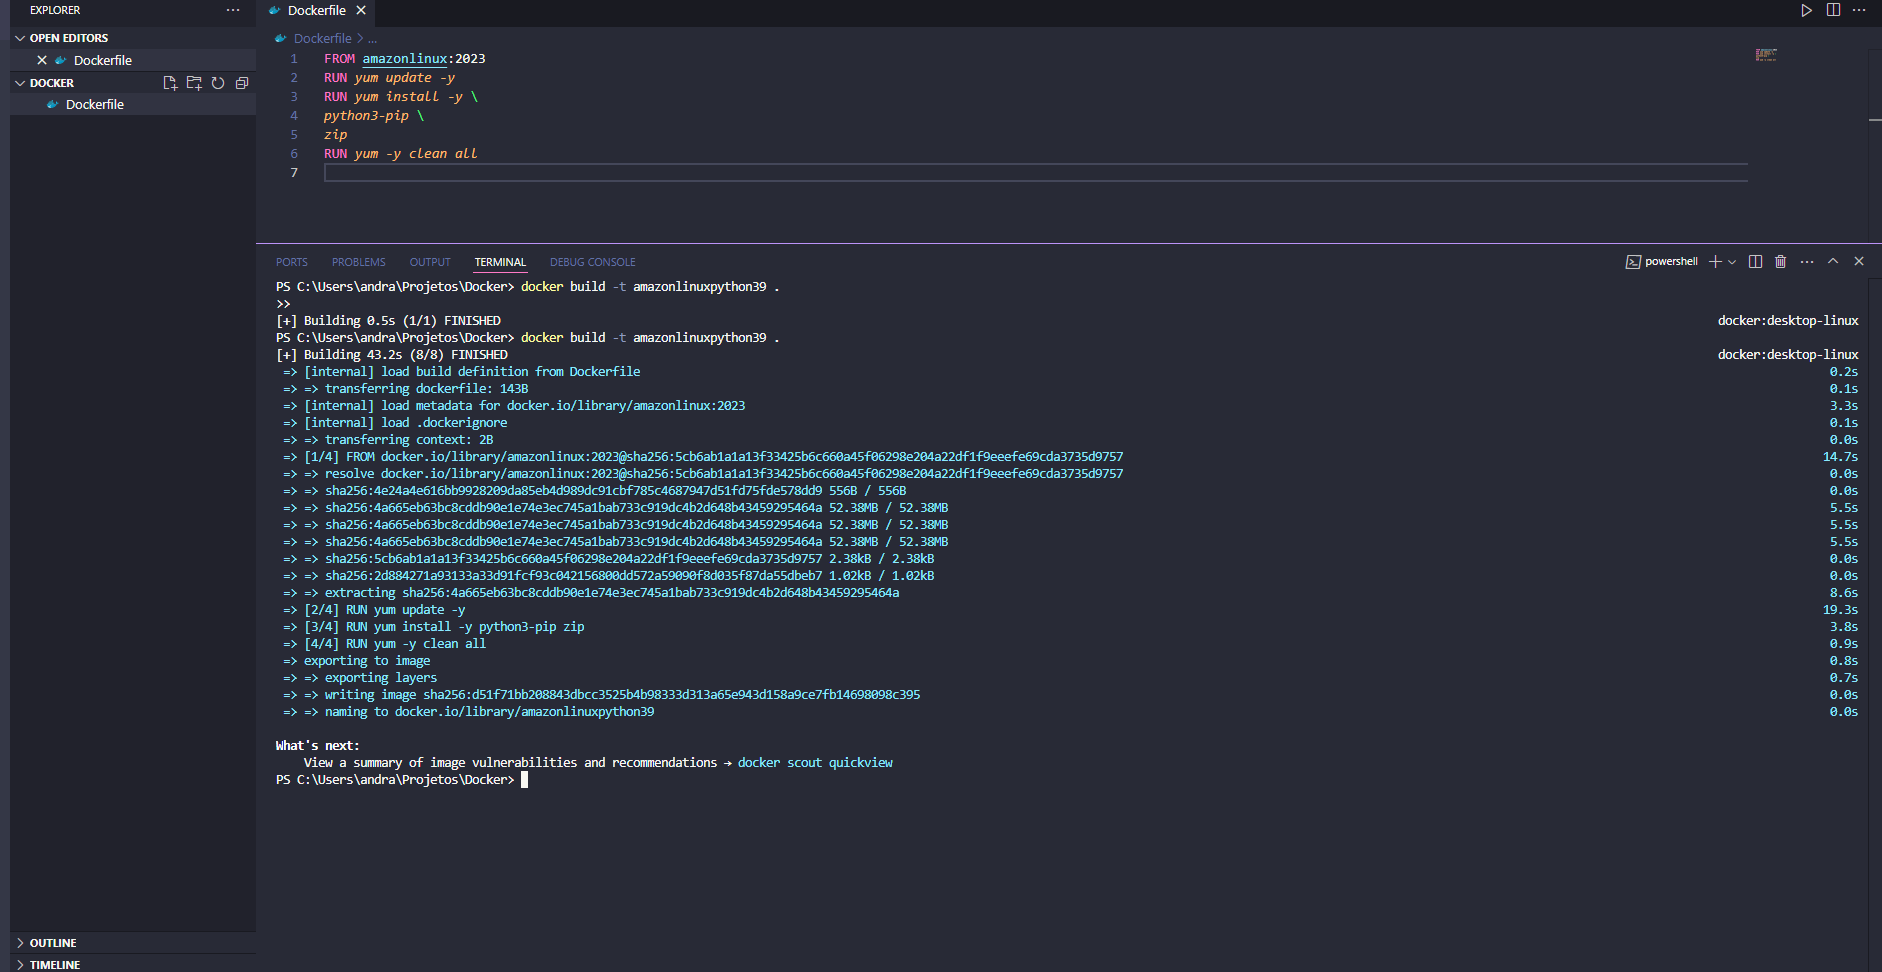 EXPLORER
OPEN EDITORS
Dockerfile
DOCKER
Dockerfile
OUTLINE
TIMELINE
Dockerfile
Dockerfile > ...
1 FROM amazonlinux:2023
2 RUN yum update -y
3 RUN yum install -y \
4 python3-pip \
5 zip
6 RUN yum -y clean all
7
PORTS PROBLEMS OUTPUT TERMINAL DEBUG CONSOLE powershell
PS C:\Users\andra\Projetos\Docker> docker build -t amazonlinuxpython39 .
>>
[+] Building 0.5s (1/1) FINISHED docker:desktop-linux
PS C:\Users\andra\Projetos\Docker> docker build -t amazonlinuxpython39 .
[+] Building 43.2s (8/8) FINISHED docker:desktop-linux
=> [internal] load build definition from Dockerfile 0.2s
=> => transferring dockerfile: 143B 0.1s
=> [internal] load metadata for docker.io/library/amazonlinux:2023 3.3s
=> [internal] load .dockerignore 0.1s
=> => transferring context: 2B 0.0s
=> [1/4] FROM docker.io/library/amazonlinux:2023@sha256:5cb6ab1a1a13f33425b6c660a45f06298e204a22df1f9eeefe69cda3735d9757 14.7s
=> => resolve docker.io/library/amazonlinux:2023@sha256:5cb6ab1a1a13f33425b6c660a45f06298e204a22df1f9eeefe69cda3735d9757 0.0s
=> => sha256:4e24a4e616bb9928209da85eb4d989dc91cbf785c4687947d51fd75fde578dd9 556B / 556B 0.0s
=> => sha256:4a665eb63bc8cddb90e1e74e3ec745a1bab733c919dc4b2d648b43459295464a 52.38MB / 52.38MB 5.5s
=> => sha256:4a665eb63bc8cddb90e1e74e3ec745a1bab733c919dc4b2d648b43459295464a 52.38MB / 52.38MB 5.5s
=> => sha256:4a665eb63bc8cddb90e1e74e3ec745a1bab733c919dc4b2d648b43459295464a 52.38MB / 52.38MB 5.5s
=> => sha256:5cb6ab1a1a13f33425b6c660a45f06298e204a22df1f9eeefe69cda3735d9757 2.38kB / 2.38kB 0.0s
=> => sha256:2d884271a93133a33d91fcf93c042156800dd572a59090f8d035f87da55dbeb7 1.02kB / 1.02kB 0.0s
=> => extracting sha256:4a665eb63bc8cddb90e1e74e3ec745a1bab733c919dc4b2d648b43459295464a 8.6s
=> [2/4] RUN yum update -y 19.3s
=> [3/4] RUN yum install -y python3-pip zip 3.8s
=> [4/4] RUN yum -y clean all 0.9s
=> exporting to image 0.8s
=> => exporting layers 0.7s
=> => writing image sha256:d51f71bb208843dbcc3525b4b98333d313a65e943d158a9ce7fb14698098c395 0.0s
=> => naming to docker.io/library/amazonlinuxpython39 0.0s
What's next:
View a summary of image vulnerabilities and recommendations → docker scout quickview
PS C:\Users\andra\Projetos\Docker>